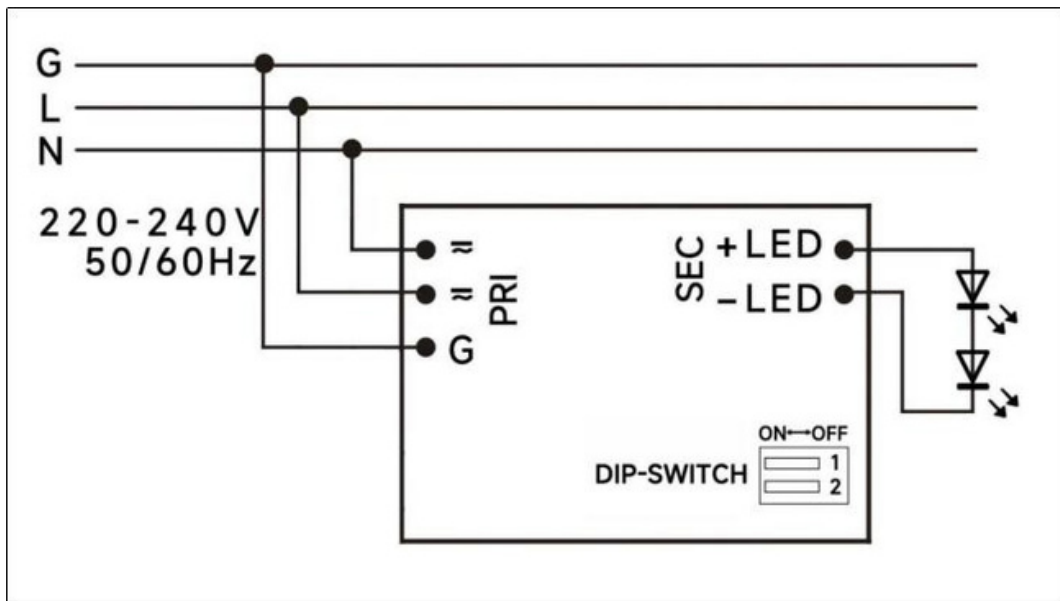 G
L
N
220-240V
50/60Hz
≂
≂
G
PRI
SEC
+LED
-LED
ON↔OFF
DIP-SWITCH
1
2